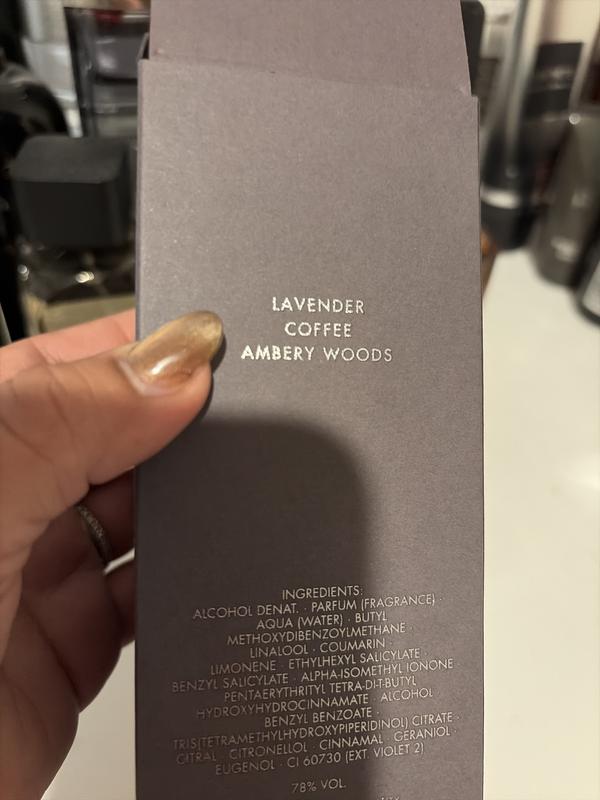 LAVENDER
COFFEE
AMBERY WOODS
INGREDIENTS:
ALCOHOL DENAT. · PARFUM (FRAGRANCE) ·
AQUA (WATER) · BUTYL
METHOXYDIBENZOYLMETHANE ·
LINALOOL · COUMARIN ·
LIMONENE · ETHYLHEXYL SALICYLATE ·
BENZYL SALICYLATE · ALPHA-ISOMETHYL IONONE ·
PENTAERYTHRITYL TETRA-DI-T-BUTYL
HYDROXYHYDROCINNAMATE · ALCOHOL
BENZYL BENZOATE ·
TRIS(TETRAMETHYLHYDROXYPIPERIDINOL) CITRATE ·
CITRAL · CITRONELLOL · CINNAMAL · GERANIOL ·
EUGENOL · CI 60730 (EXT. VIOLET 2)
78% VOL.